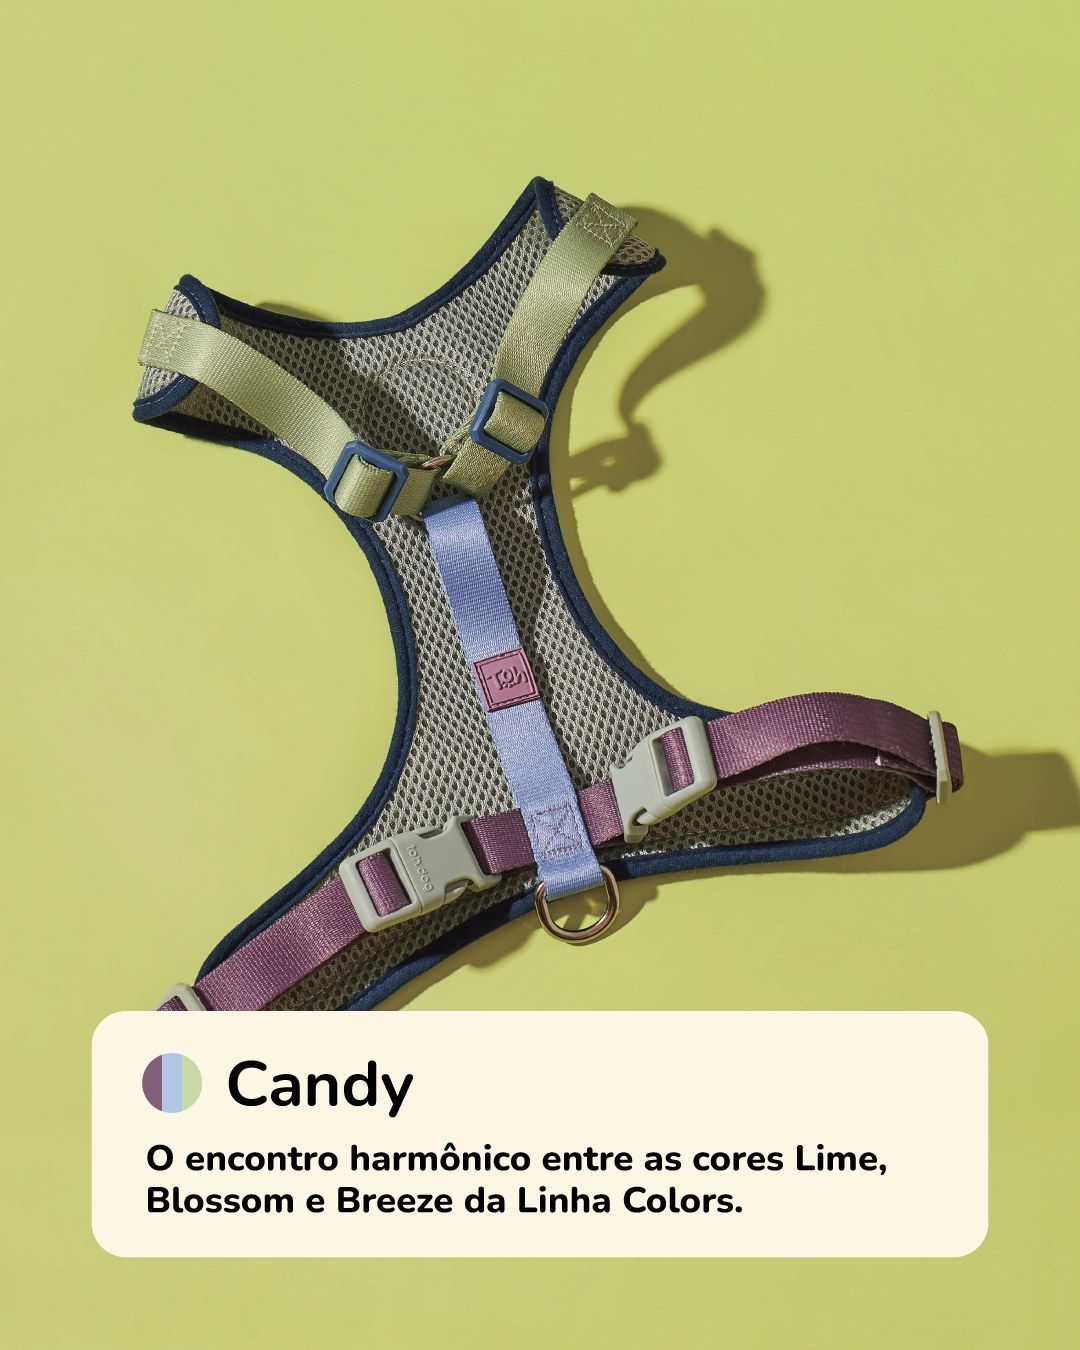 Candy
O encontro harmônico entre as cores Lime,
Blossom e Breeze da Linha Colors.